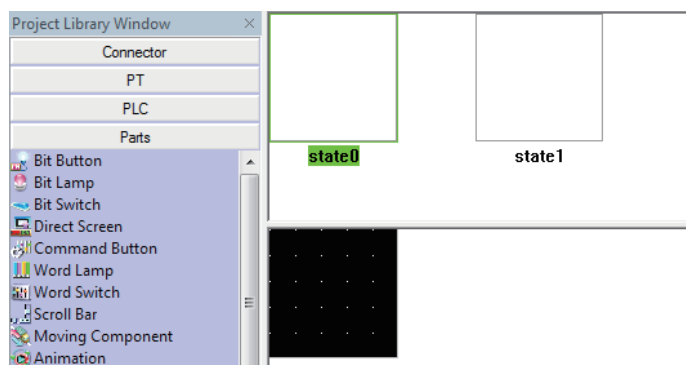 Project Library Window
Connector
PT
PLC
Parts
Bit Button
Bit Lamp
Bit Switch
Direct Screen
Command Button
Word Lamp
Word Switch
Scroll Bar
Moving Component
Animation
state0
state1